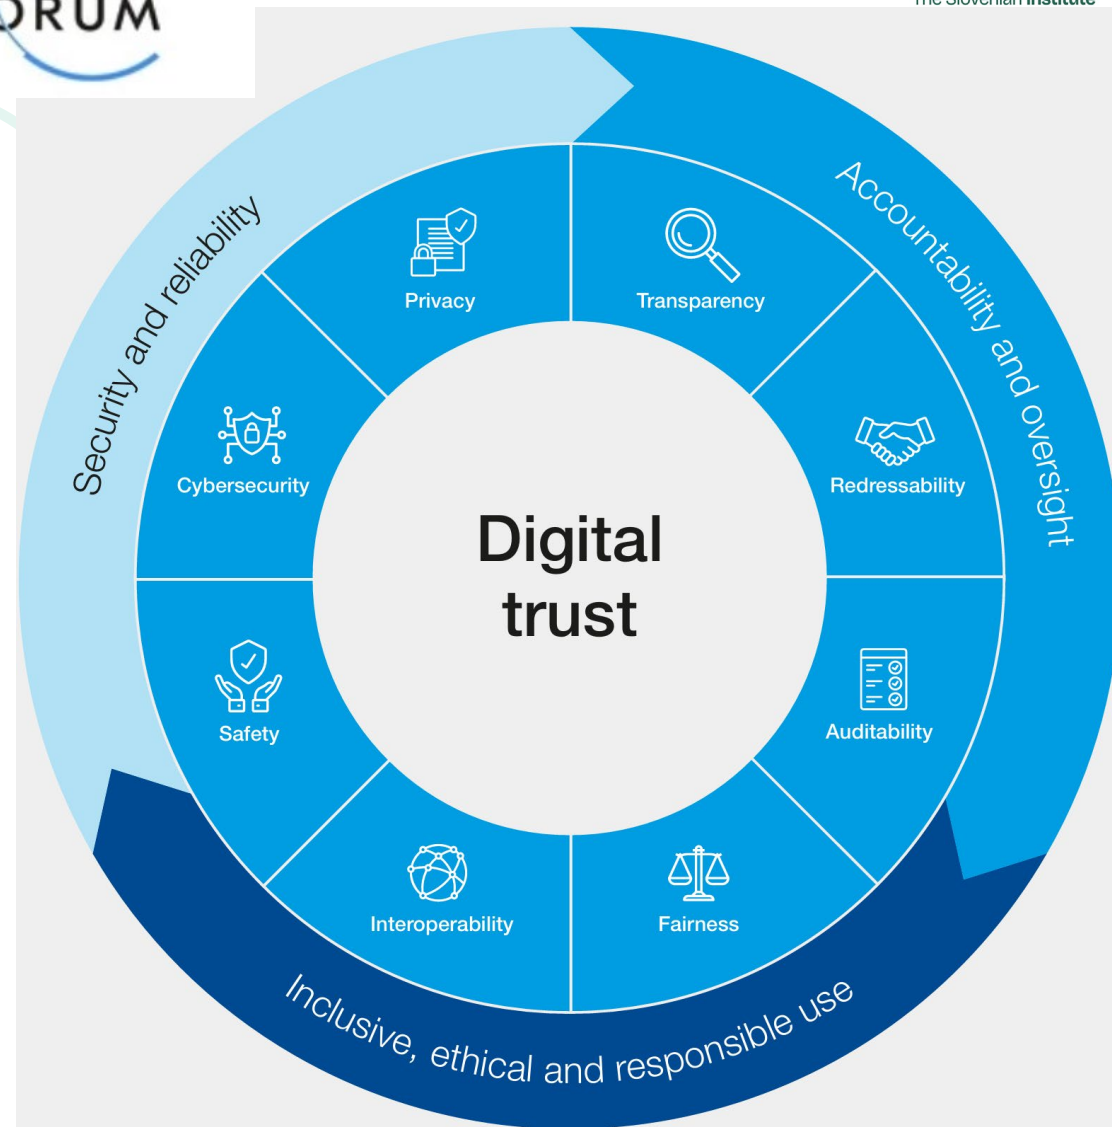 The Slovenian Institute
Security and reliability
Accountability and oversight
Privacy
Transparency
Cybersecurity
Redressability
Digital
trust
Safety
Auditability
Interoperability
Fairness
Inclusive, ethical and responsible use